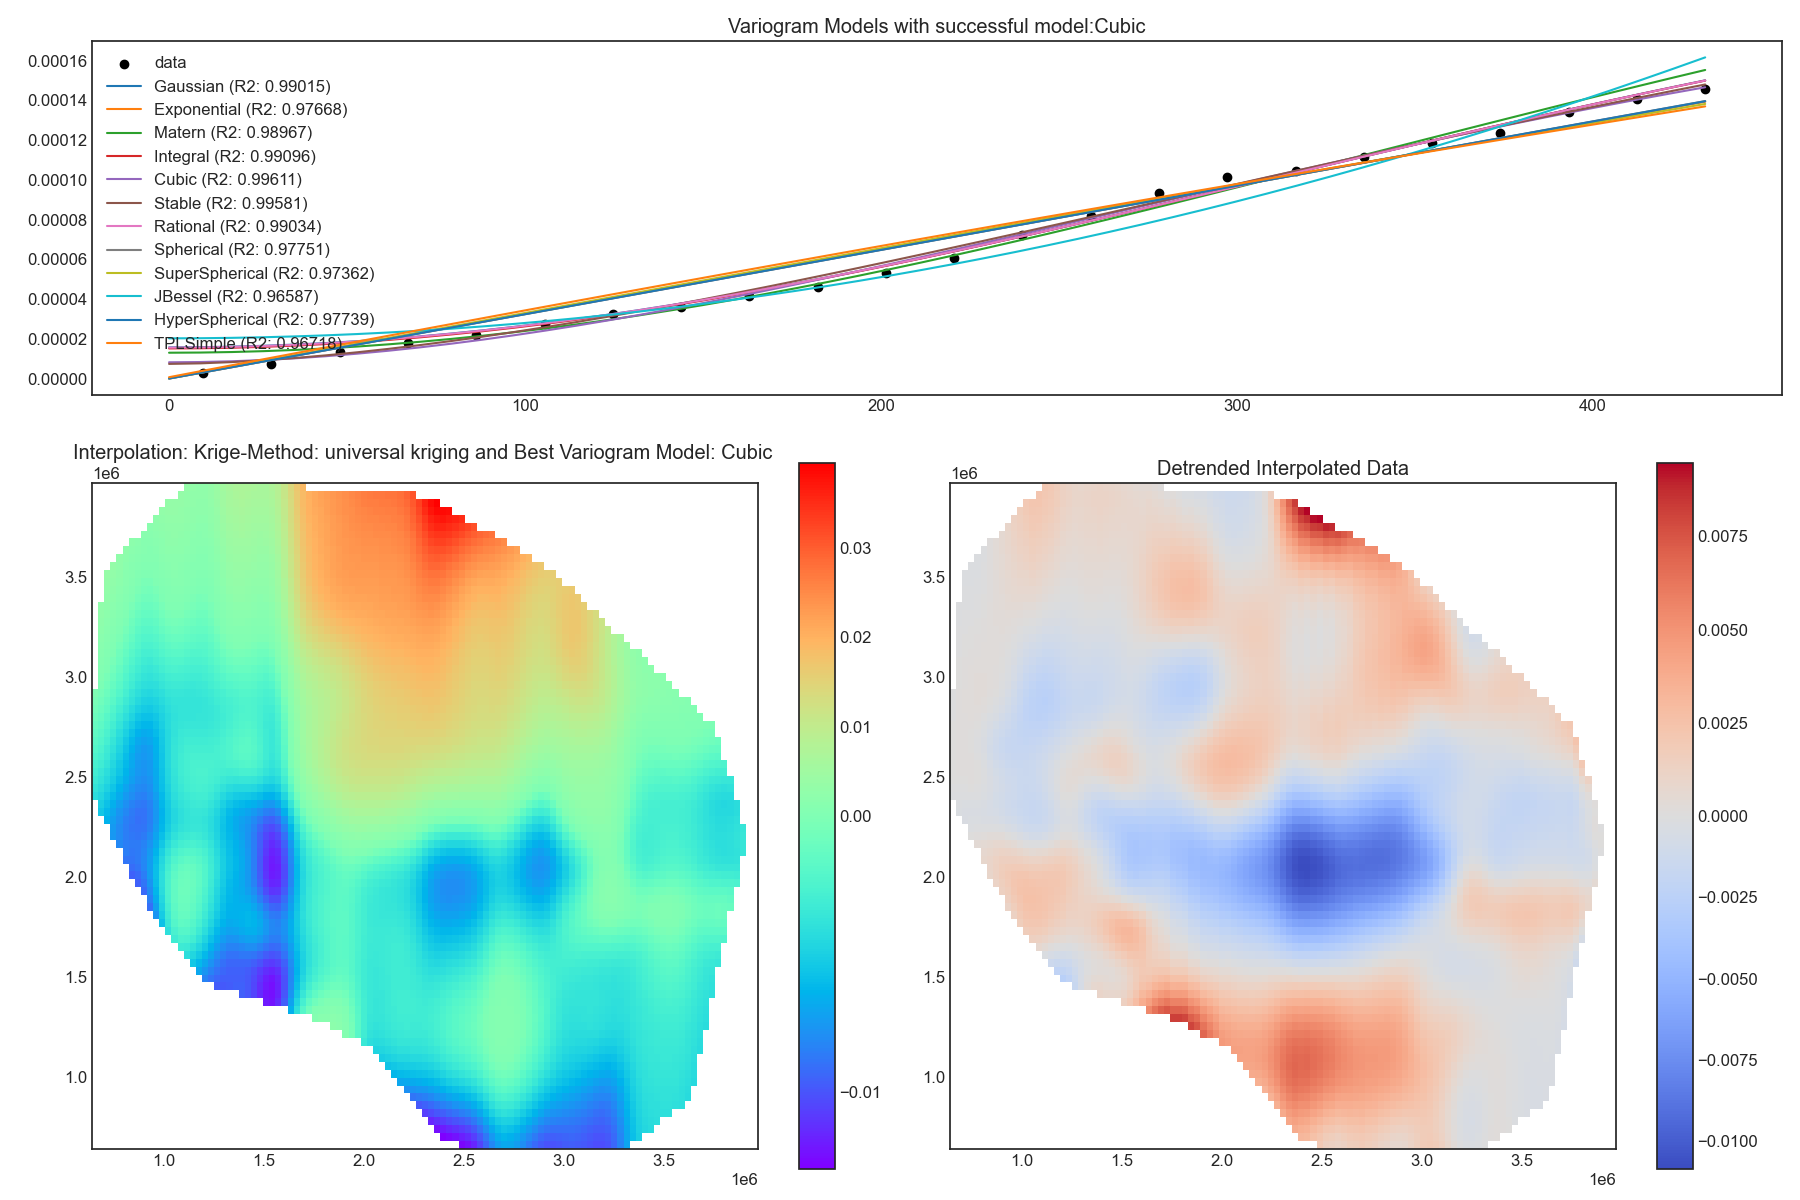 Variogram Models with successful model:Cubic
0.00016
0.00014
0.00012
0.00010
0.00008
0.00006
0.00004
0.00002
0.00000
data
Gaussian (R2: 0.99015)
Exponential (R2: 0.97668)
Matern (R2: 0.98967)
Integral (R2: 0.99096)
Cubic (R2: 0.99611)
Stable (R2: 0.99581)
Rational (R2: 0.99034)
Spherical (R2: 0.97751)
SuperSpherical (R2: 0.97362)
JBessel (R2: 0.96587)
HyperSpherical (R2: 0.97739)
TPLSimple (R2: 0.96718)
0 100 200 300 400
Interpolation: Krige-Method: universal kriging and Best Variogram Model: Cubic
1e6
3.5
3.0
2.5
2.0
1.5
1.0
1.0 1.5 2.0 2.5 3.0 3.5
1e6
0.03
0.02
0.01
0.00
−0.01
Detrended Interpolated Data
1e6
3.5
3.0
2.5
2.0
1.5
1.0
1.0 1.5 2.0 2.5 3.0 3.5
1e6
0.0075
0.0050
0.0025
0.0000
−0.0025
−0.0050
−0.0075
−0.0100